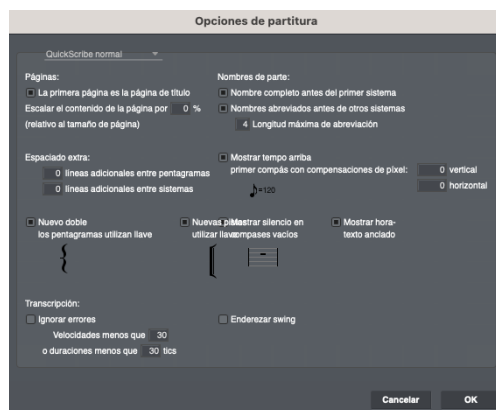 Opciones de partitura
QuickScribe normal
Páginas:
La primera página es la página de título
Escalar el contenido de la página por 0 %
(relativo al tamaño de página)
Nombres de parte:
Nombre completo antes del primer sistema
Nombres abreviados antes de otros sistemas
4 Longitud máxima de abreviación
Espaciado extra:
0 líneas adicionales entre pentagramas
0 líneas adicionales entre sistemas
Mostrar tempo arriba
primer compás con compensaciones de píxel:
=120
0 vertical
0 horizontal
Nuevo doble
los pentagramas utilizan llave
Nuevas
utilizar llave
Mostrar silencio en
compases vacíos
Mostrar hora-
texto anclado
Transcripción:
Ignorar errores
Velocidades menos que 30
o duraciones menos que 30 tics
Enderezar swing
Cancelar
OK